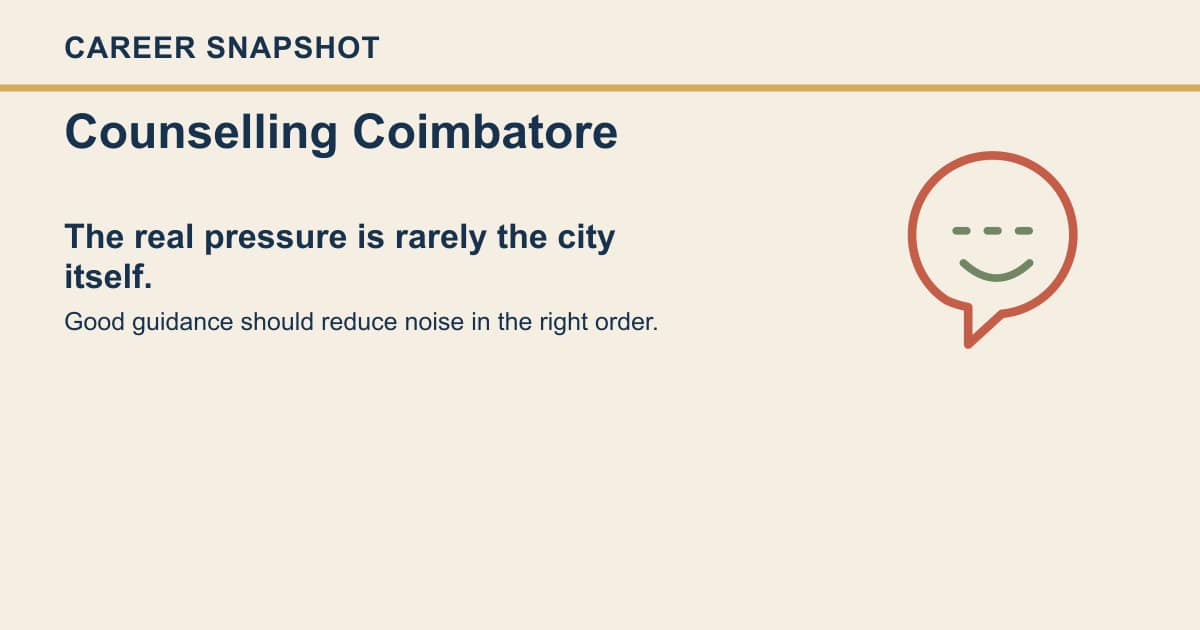 CAREER SNAPSHOT
Counselling Coimbatore
The real pressure is rarely the city
itself.
Good guidance should reduce noise in the right order.